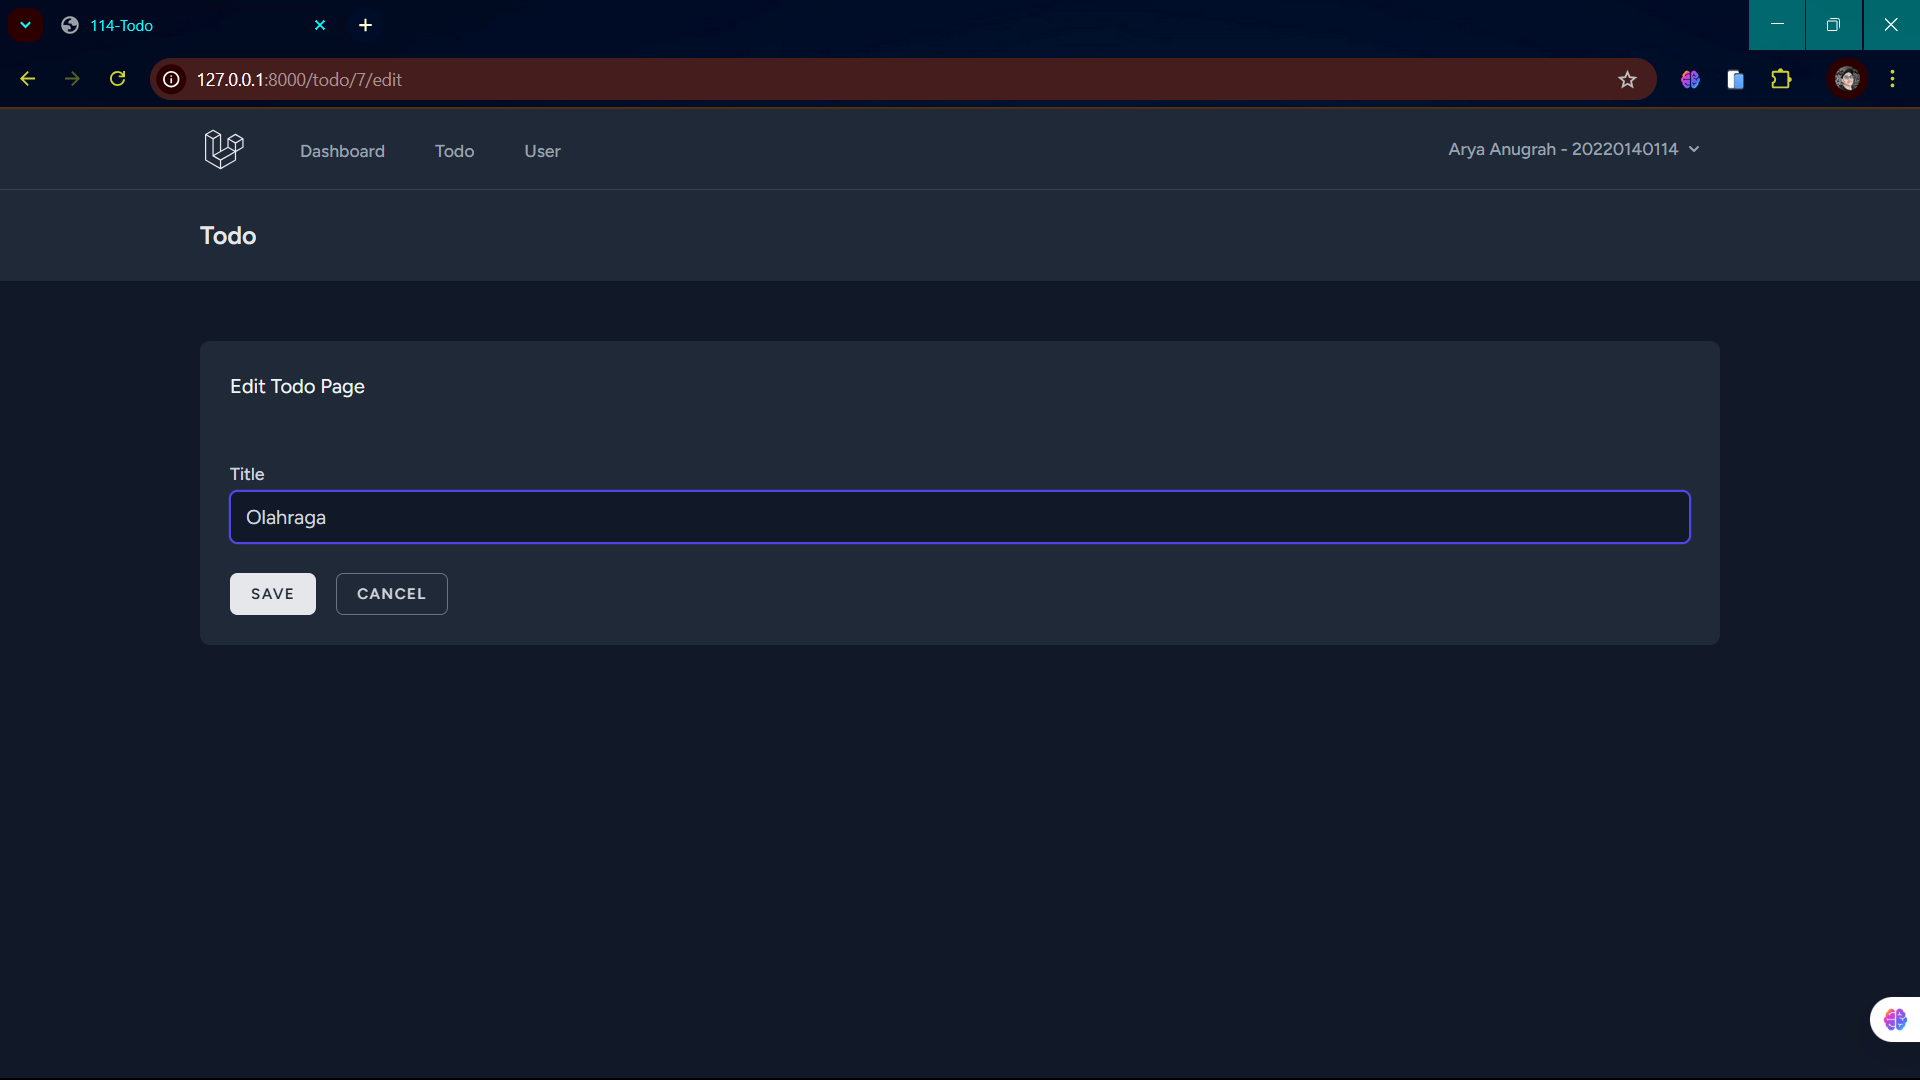 114-Todo
127.0.0.1:8000/todo/7/edit
Dashboard Todo User Arya Anugrah - 20220140114
Todo
Edit Todo Page
Title
Olahraga
SAVE CANCEL